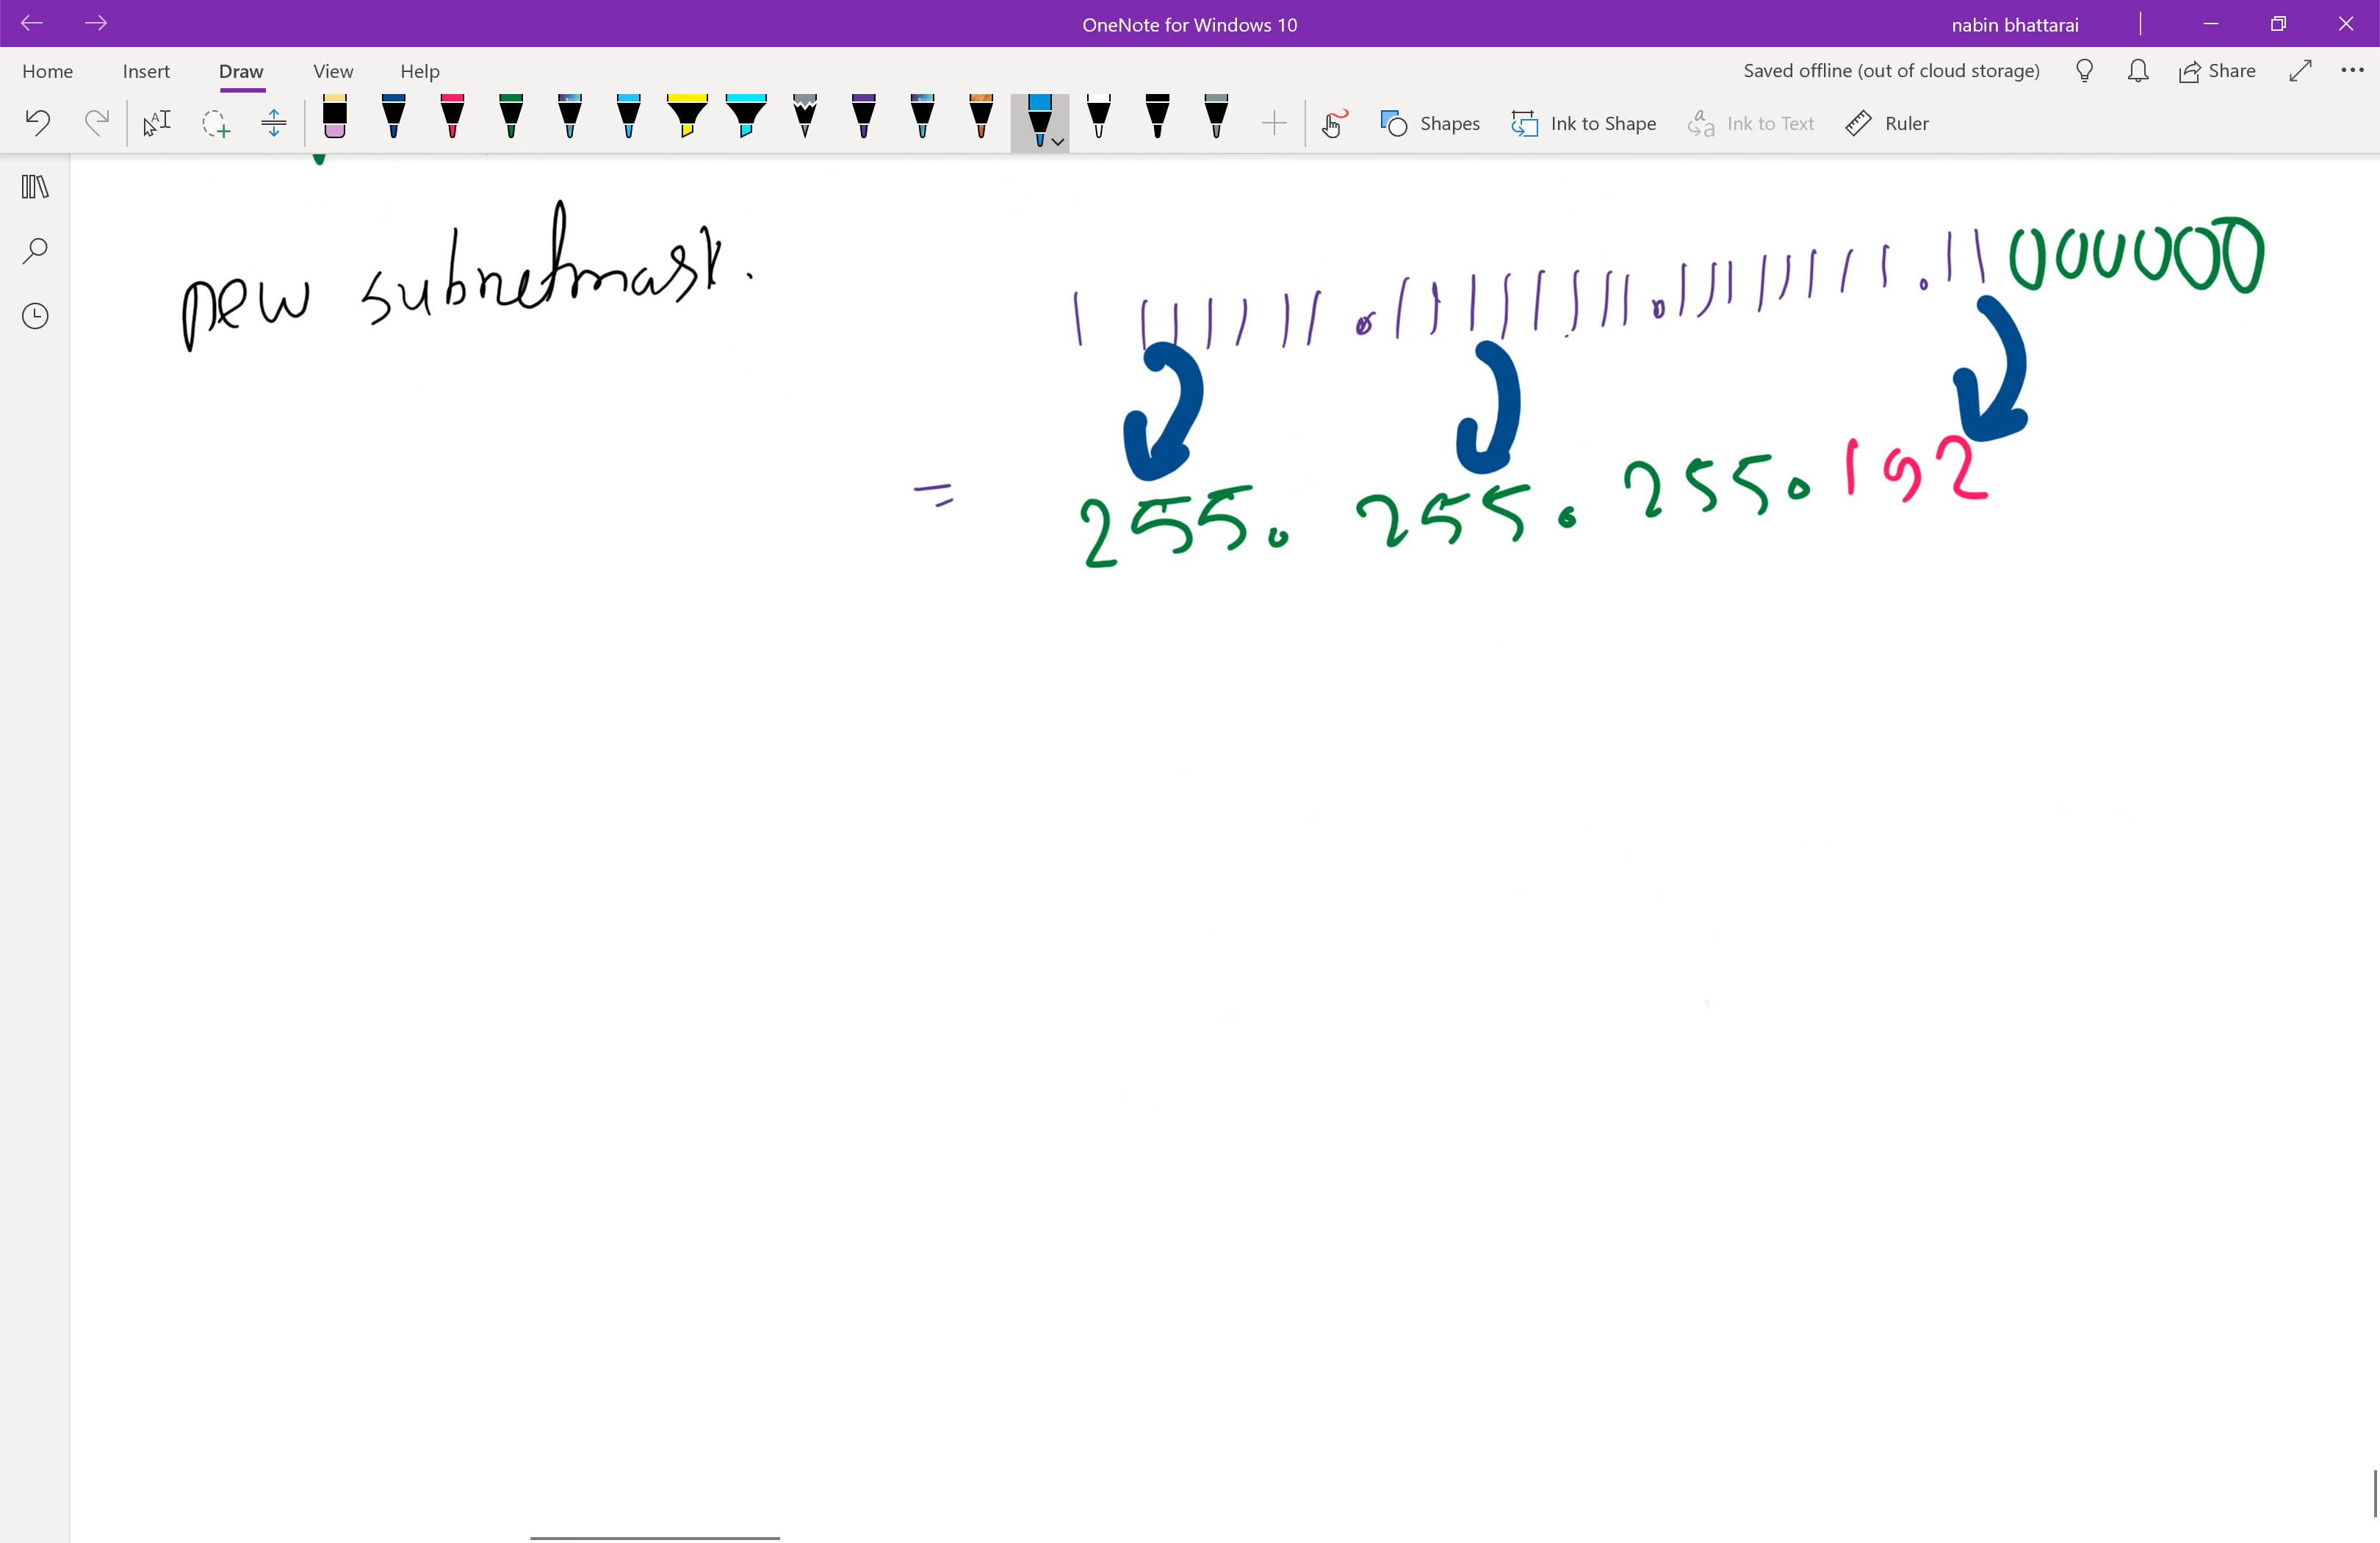 OneNote for Windows 10 nabin bhattarai
Home Insert Draw View Help Saved offline (out of cloud storage) Share
Shapes Ink to Shape Ink to Text Ruler
new subnetmask. 1111111.11111111.11111111.11000000
= 255.255.255.192